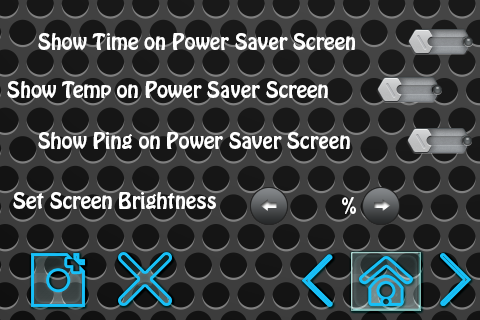 Show Time on Power Saver Screen
Show Temp on Power Saver Screen
Show Ping on Power Saver Screen
Set Screen Brightness %